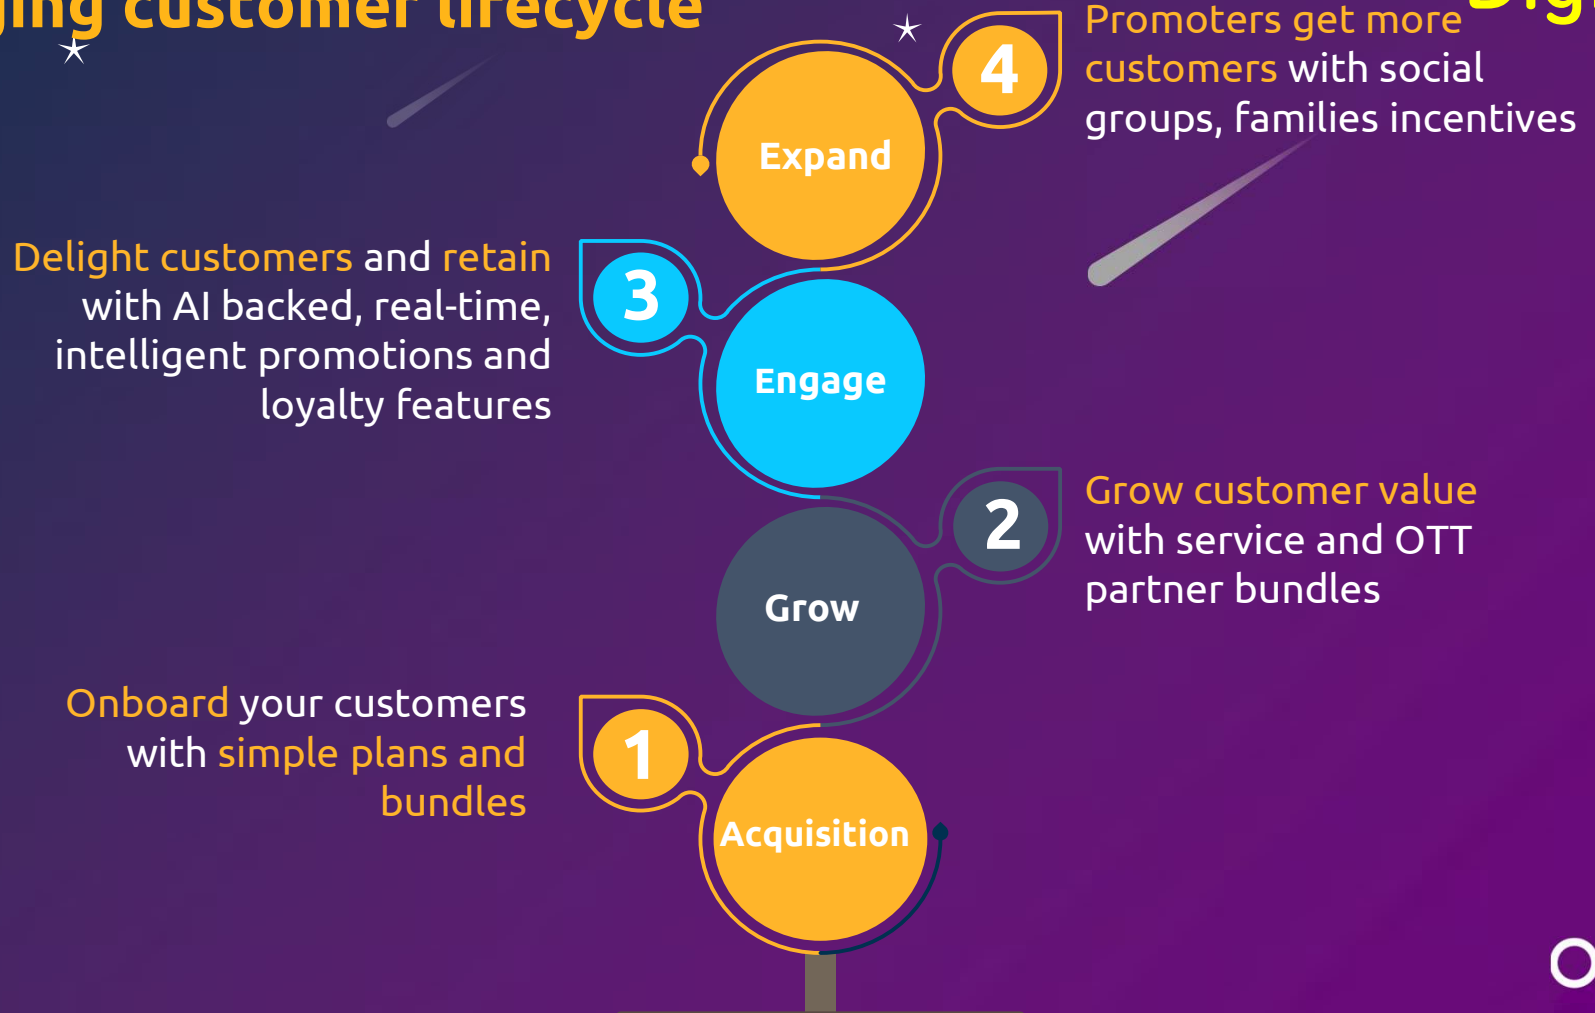 customer lifecycle
4
Promoters get more
customers with social
groups, families incentives
Expand
Delight customers and retain
with AI backed, real-time,
intelligent promotions and
loyalty features
3
Engage
2
Grow customer value
with service and OTT
partner bundles
Grow
Onboard your customers
with simple plans and
bundles
1
Acquisition